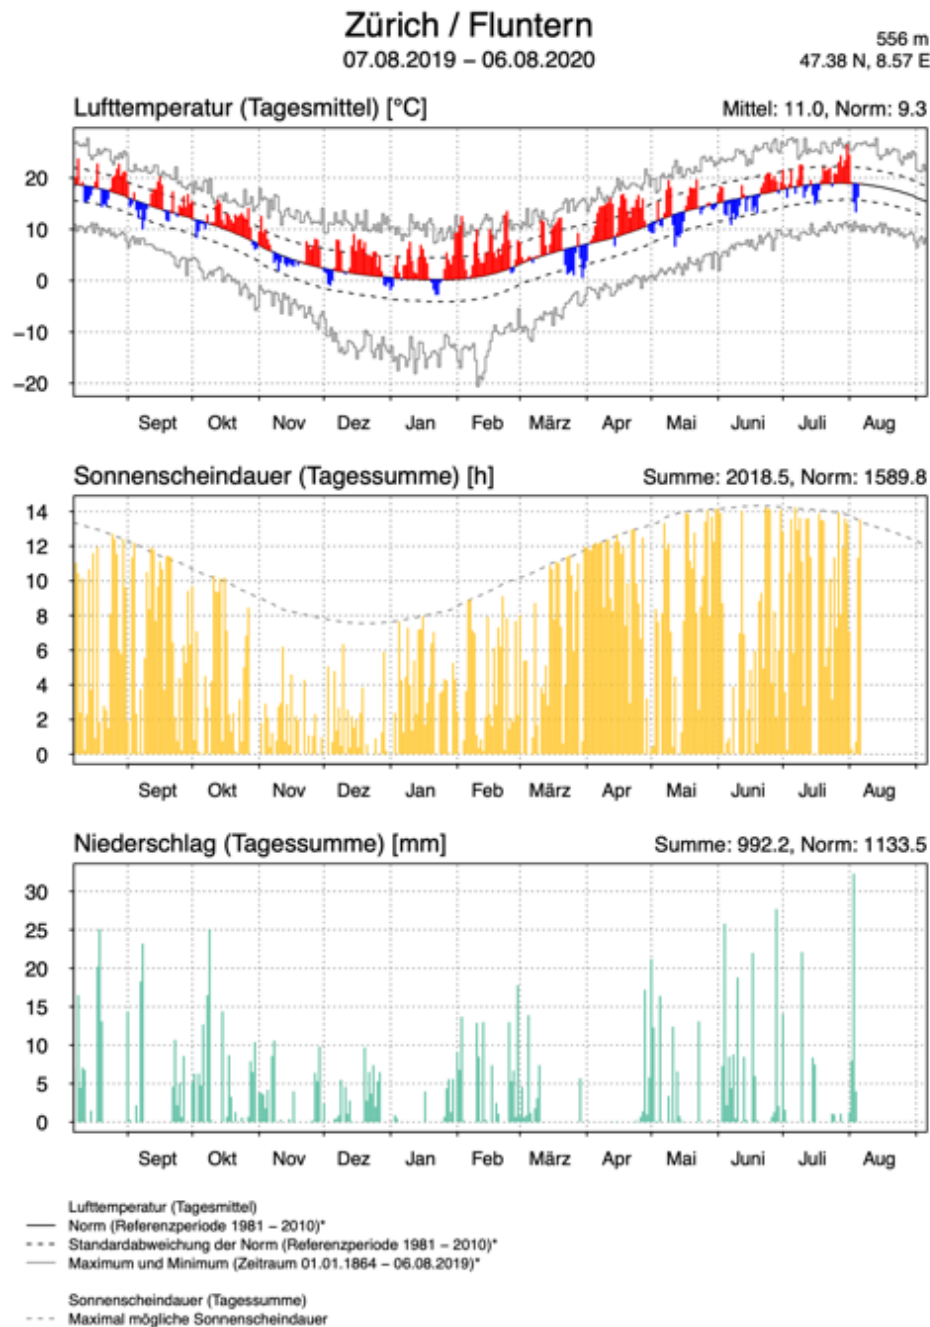 Zürich / Fluntern
07.08.2019 – 06.08.2020
556 m
47.38 N, 8.57 E
Lufttemperatur (Tagesmittel) [°C]
Mittel: 11.0, Norm: 9.3
20
10
0
−10
−20
Sept Okt Nov Dez Jan Feb März Apr Mai Juni Juli Aug
Sonnenscheindauer (Tagessumme) [h]
Summe: 2018.5, Norm: 1589.8
14
12
10
8
6
4
2
0
Sept Okt Nov Dez Jan Feb März Apr Mai Juni Juli Aug
Niederschlag (Tagessumme) [mm]
Summe: 992.2, Norm: 1133.5
30
25
20
15
10
5
0
Sept Okt Nov Dez Jan Feb März Apr Mai Juni Juli Aug
Lufttemperatur (Tagesmittel)
Norm (Referenzperiode 1981 – 2010)*
Standardabweichung der Norm (Referenzperiode 1981 – 2010)*
Maximum und Minimum (Zeitraum 01.01.1864 – 06.08.2019)*
Sonnenscheindauer (Tagessumme)
Maximal mögliche Sonnenscheindauer